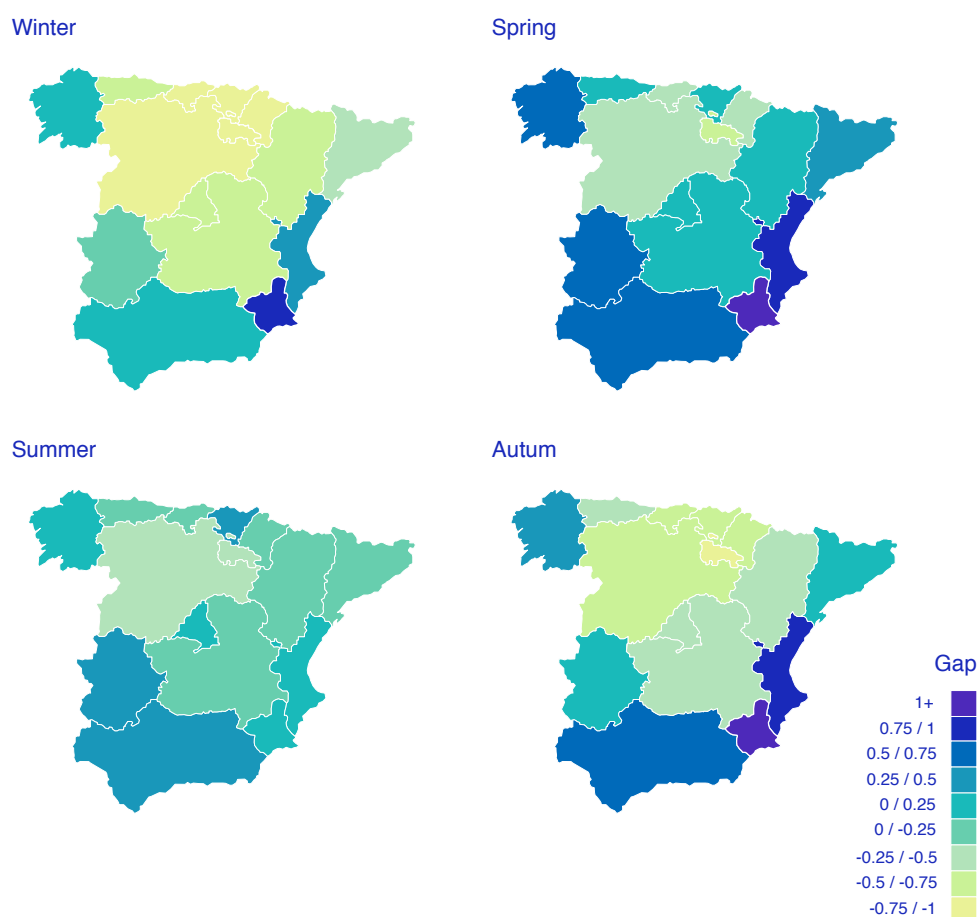 Winter
Spring
Summer
Autum
Gap
1+
0.75 / 1
0.5 / 0.75
0.25 / 0.5
0 / 0.25
0 / -0.25
-0.25 / -0.5
-0.5 / -0.75
-0.75 / -1